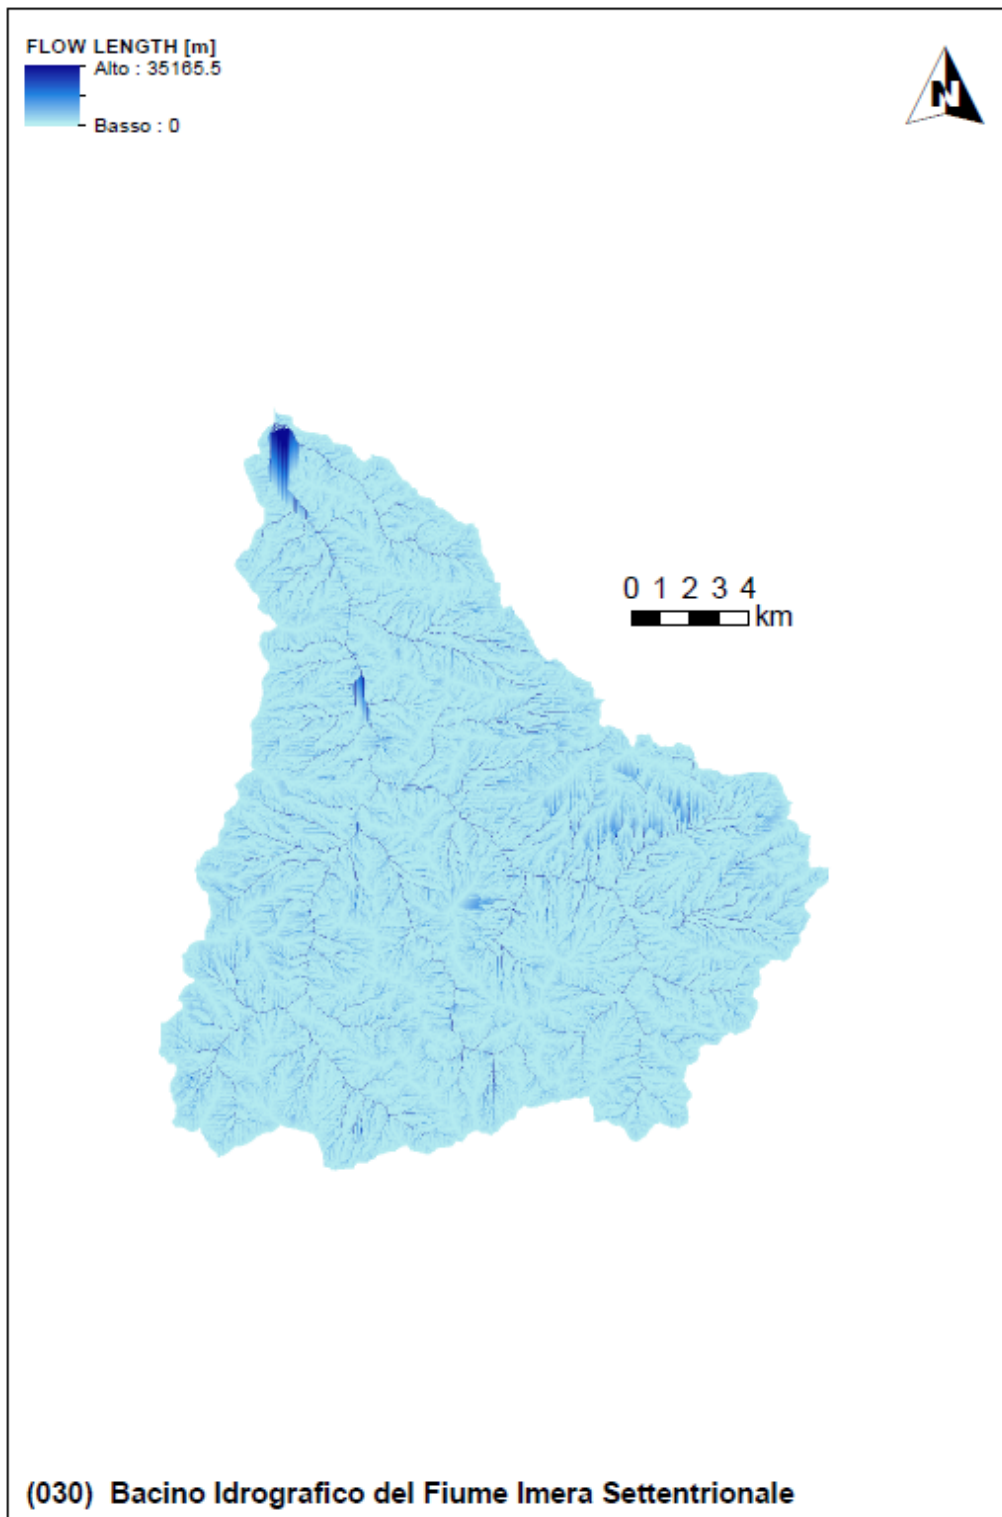 FLOW LENGTH [m]
Alto : 35165.5
Basso : 0
N
0 1 2 3 4
km
(030) Bacino Idrografico del Fiume Imera Settentrionale